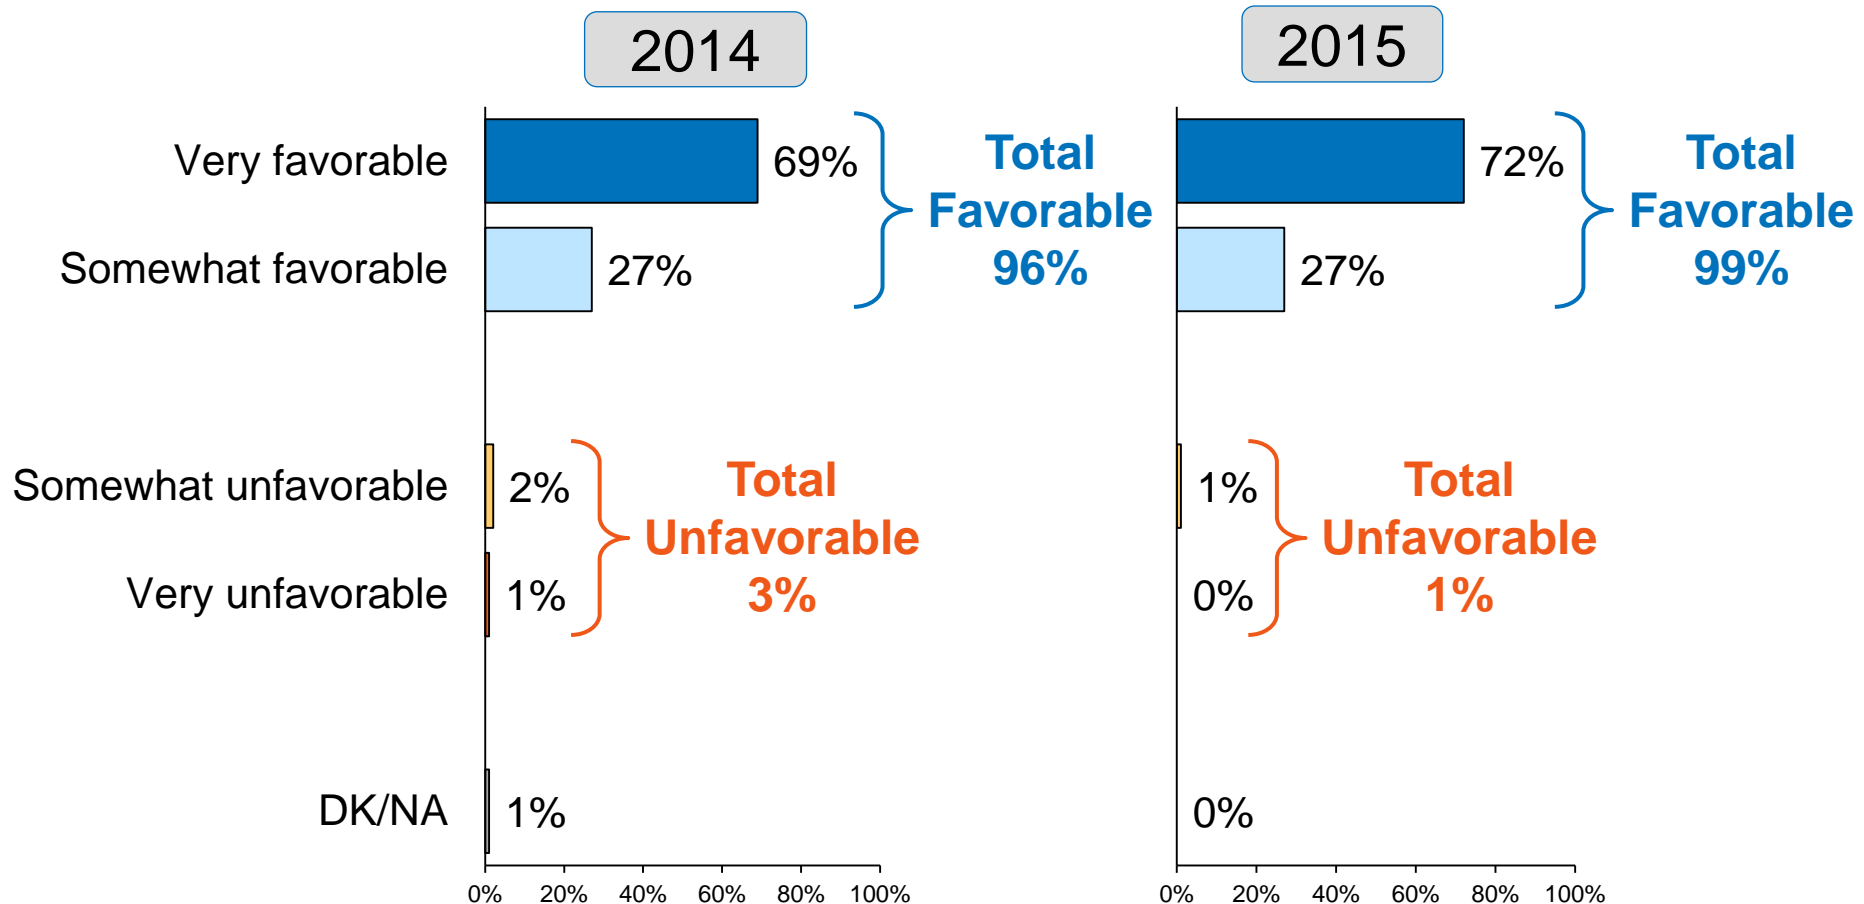 2014
2015
Very favorable
69%
Total
Favorable
96%
72%
Total
Favorable
99%
Somewhat favorable
27%
27%
Somewhat unfavorable
2%
Total
Unfavorable
3%
1%
Total
Unfavorable
1%
Very unfavorable
1%
0%
DK/NA
1%
0%
0% 20% 40% 60% 80% 100%
0% 20% 40% 60% 80% 100%